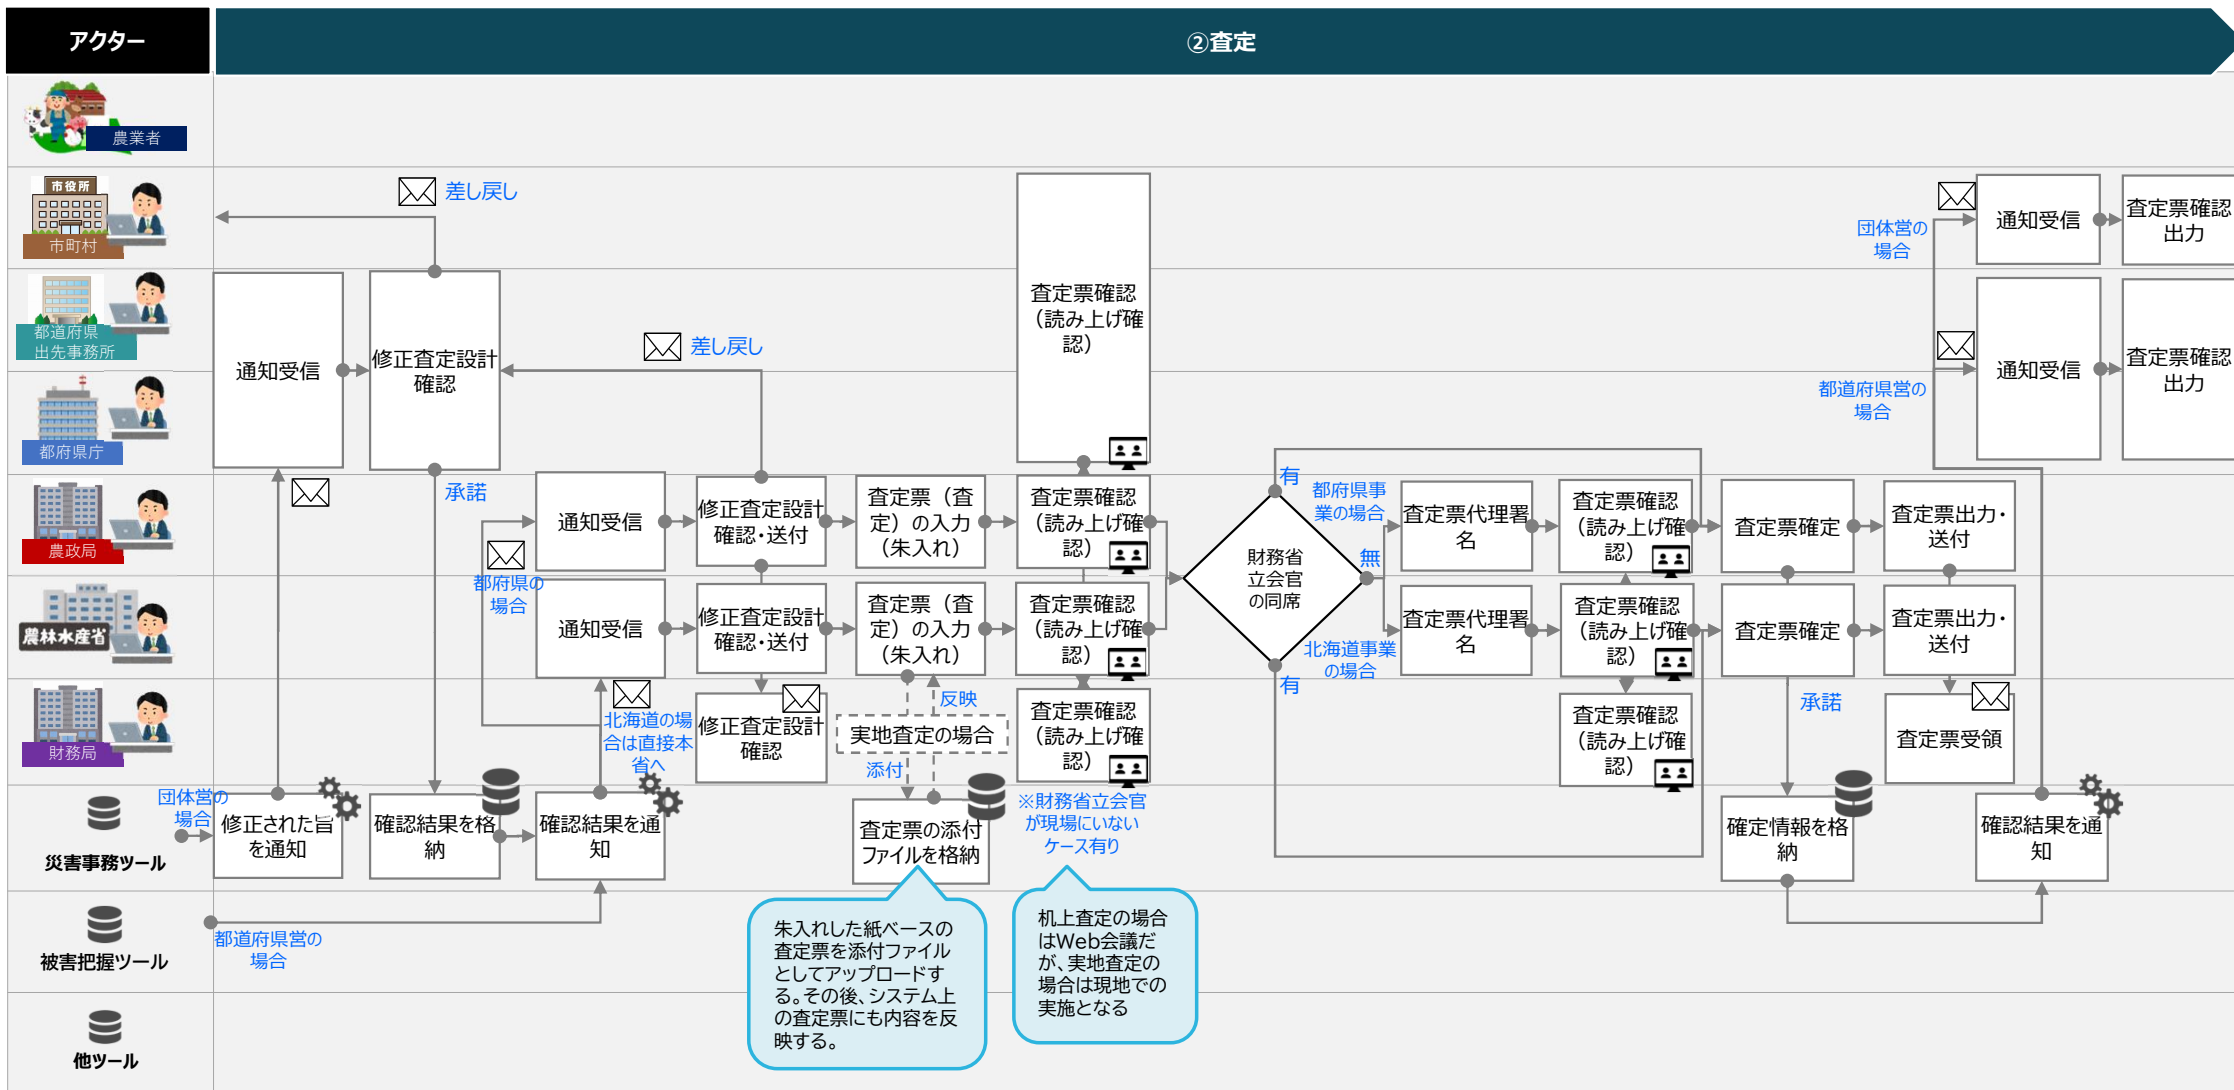 アクター
②査定
農業者
市役所
市町村
都道府県
出先事務所
都府県庁
農政局
農林水産省
財務局
災害事務ツール
被害把握ツール
他ツール
差し戻し
通知受信
修正査定設計
確認
差し戻し
承諾
団体営の
場合
修正された旨
を通知
確認結果を格
納
確認結果を通
知
都道府県営の
場合
都府県の
場合
北海道の場
合は直接本
省へ
通知受信
通知受信
修正査定設計
確認・送付
修正査定設計
確認・送付
修正査定設計
確認
査定票（査
定）の入力
（朱入れ）
査定票（査
定）の入力
（朱入れ）
反映
実地査定の場合
添付
査定票の添付
ファイルを格納
朱入れした紙ベースの
査定票を添付ファイル
としてアップロードす
る。その後、システム上
の査定票にも内容を反
映する。
査定票確認
（読み上げ確
認）
査定票確認
（読み上げ確
認）
査定票確認
（読み上げ確
認）
査定票確認
（読み上げ確
認）
※財務省立会官
が現場にいない
ケース有り
机上査定の場合
はWeb会議だ
が、実地査定の
場合は現地での
実施となる
財務省
立会官
の同席
有
無
有
都府県事
業の場合
北海道事業
の場合
査定票代理署
名
査定票代理署
名
査定票確認
（読み上げ確
認）
査定票確認
（読み上げ確
認）
査定票確認
（読み上げ確
認）
査定票確定
査定票確定
承諾
確定情報を格
納
査定票出力・
送付
査定票出力・
送付
査定票受領
確認結果を通
知
団体営の
場合
都道府県営の
場合
通知受信
査定票確認
出力
通知受信
査定票確認
出力